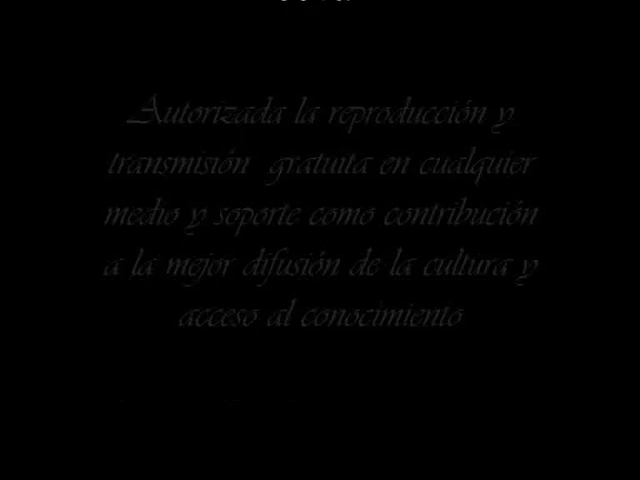 Autorizada la reproducción y
transmisión gratuita en cualquier
medio y soporte como contribución
a la mejor difusión de la cultura y
acceso al conocimiento